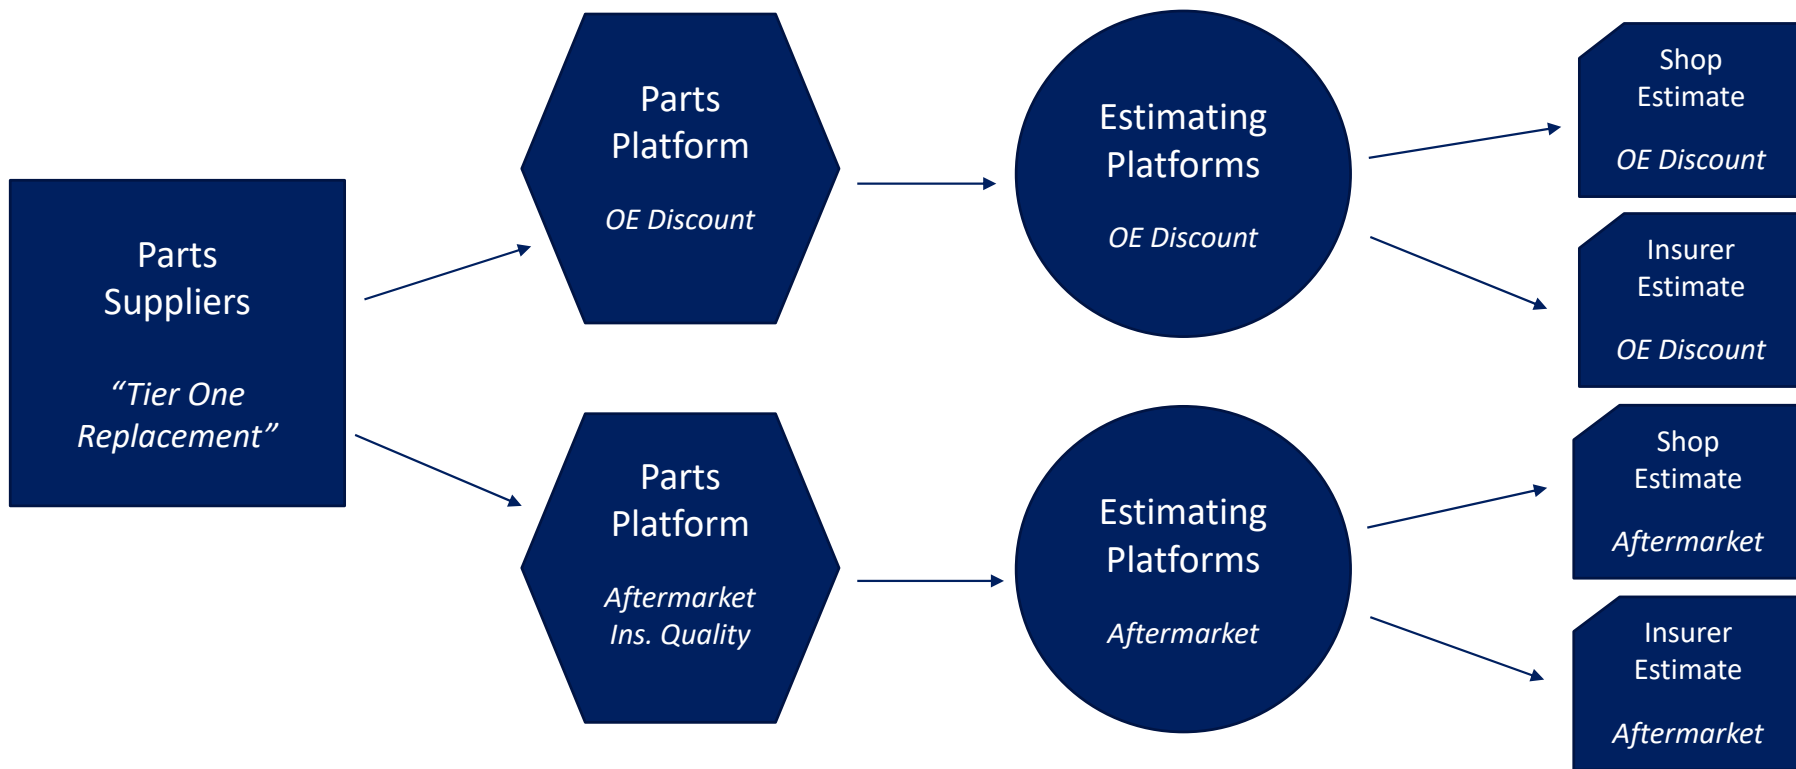 Parts
Suppliers
“Tier One
Replacement”
Parts
Platform
OE Discount
Estimating
Platforms
OE Discount
Shop
Estimate
OE Discount
Insurer
Estimate
OE Discount
Parts
Platform
Aftermarket
Ins. Quality
Estimating
Platforms
Aftermarket
Shop
Estimate
Aftermarket
Insurer
Estimate
Aftermarket